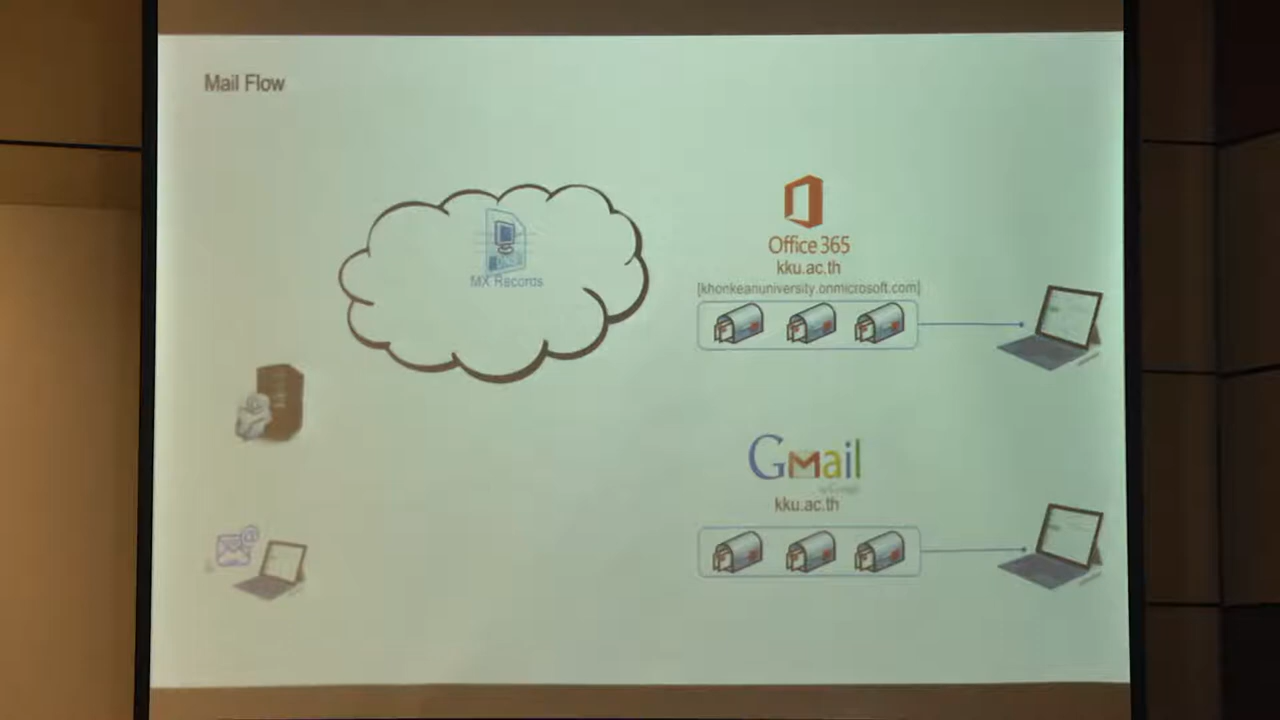 Mail Flow
MX Records
Office 365
kku.ac.th
[khonkeanuniversity.onmicrosoft.com]
Gmail
kku.ac.th